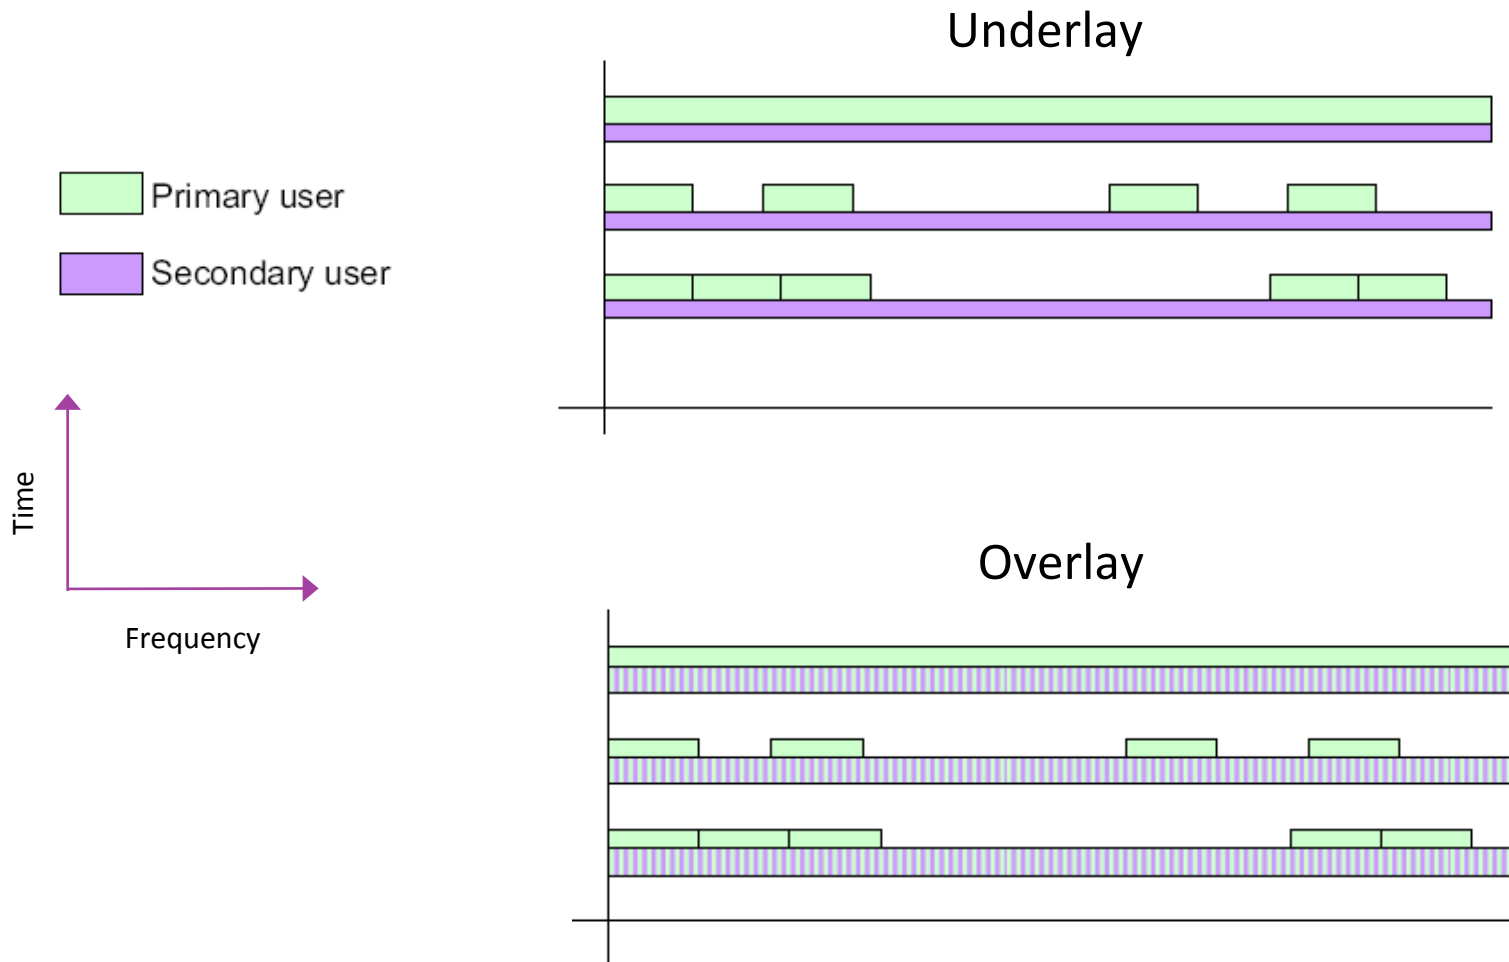 Underlay
Primary user
Secondary user
Time
Frequency
Overlay